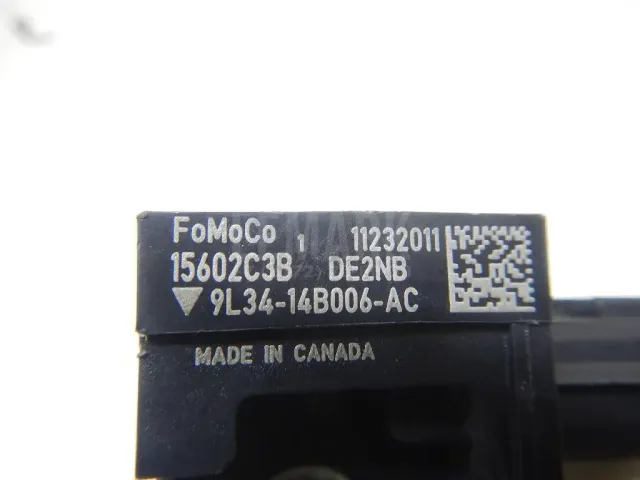 FoMoCo 1 11232011
15602C3B DE2NB
▼9L34-14B006-AC
MADE IN CANADA